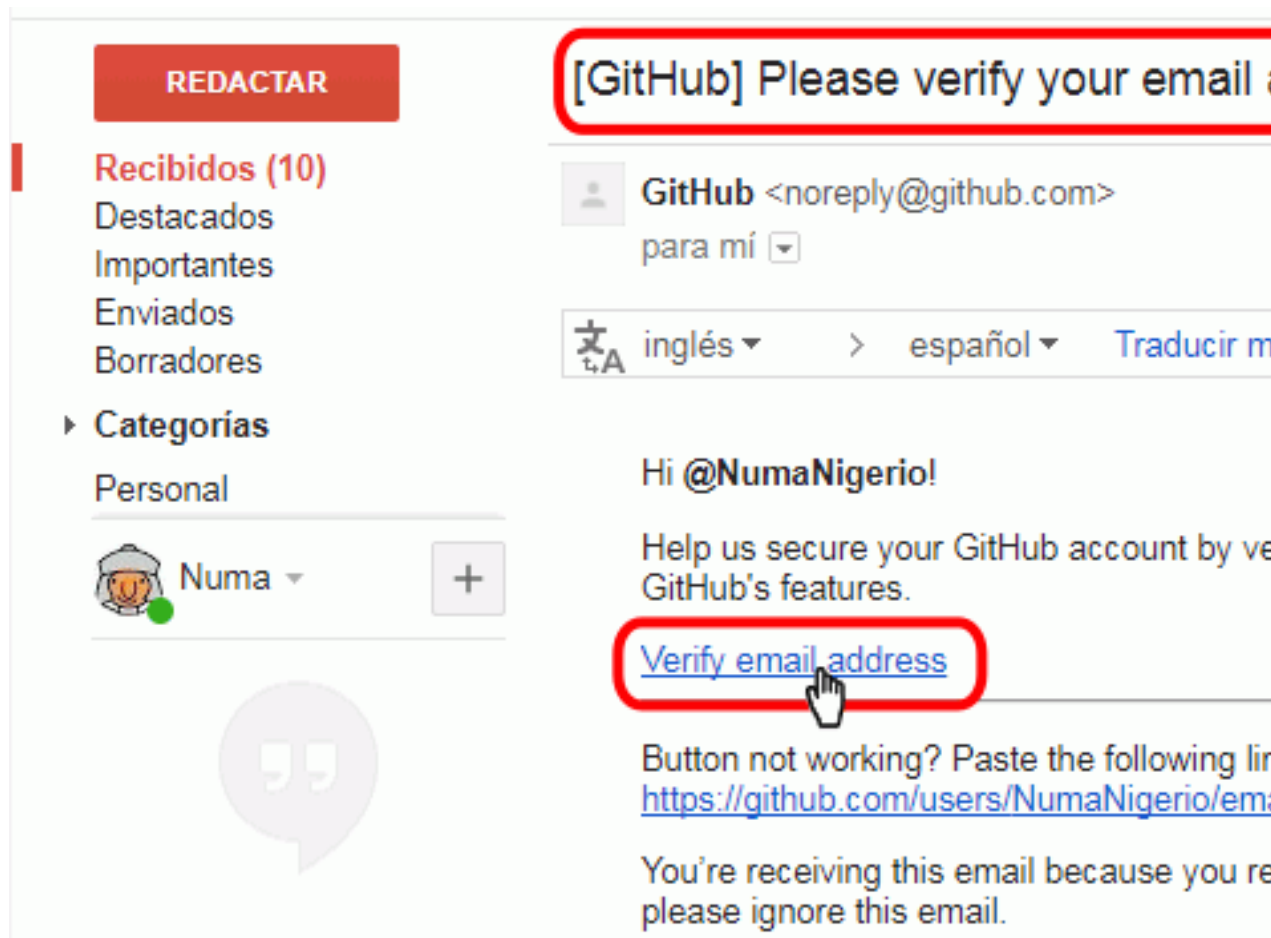 REDACTAR
Recibidos (10)
Destacados
Importantes
Enviados
Borradores
Categorías
Personal
Numa
[GitHub] Please verify your email
GitHub <noreply@github.com>
para mí
inglés > español Traducir
Hi @NumaNigerio!
Help us secure your GitHub account by
GitHub's features.
Verify email address
Button not working? Paste the following
https://github.com/users/NumaNigerio/ema
You’re receiving this email because you
please ignore this email.